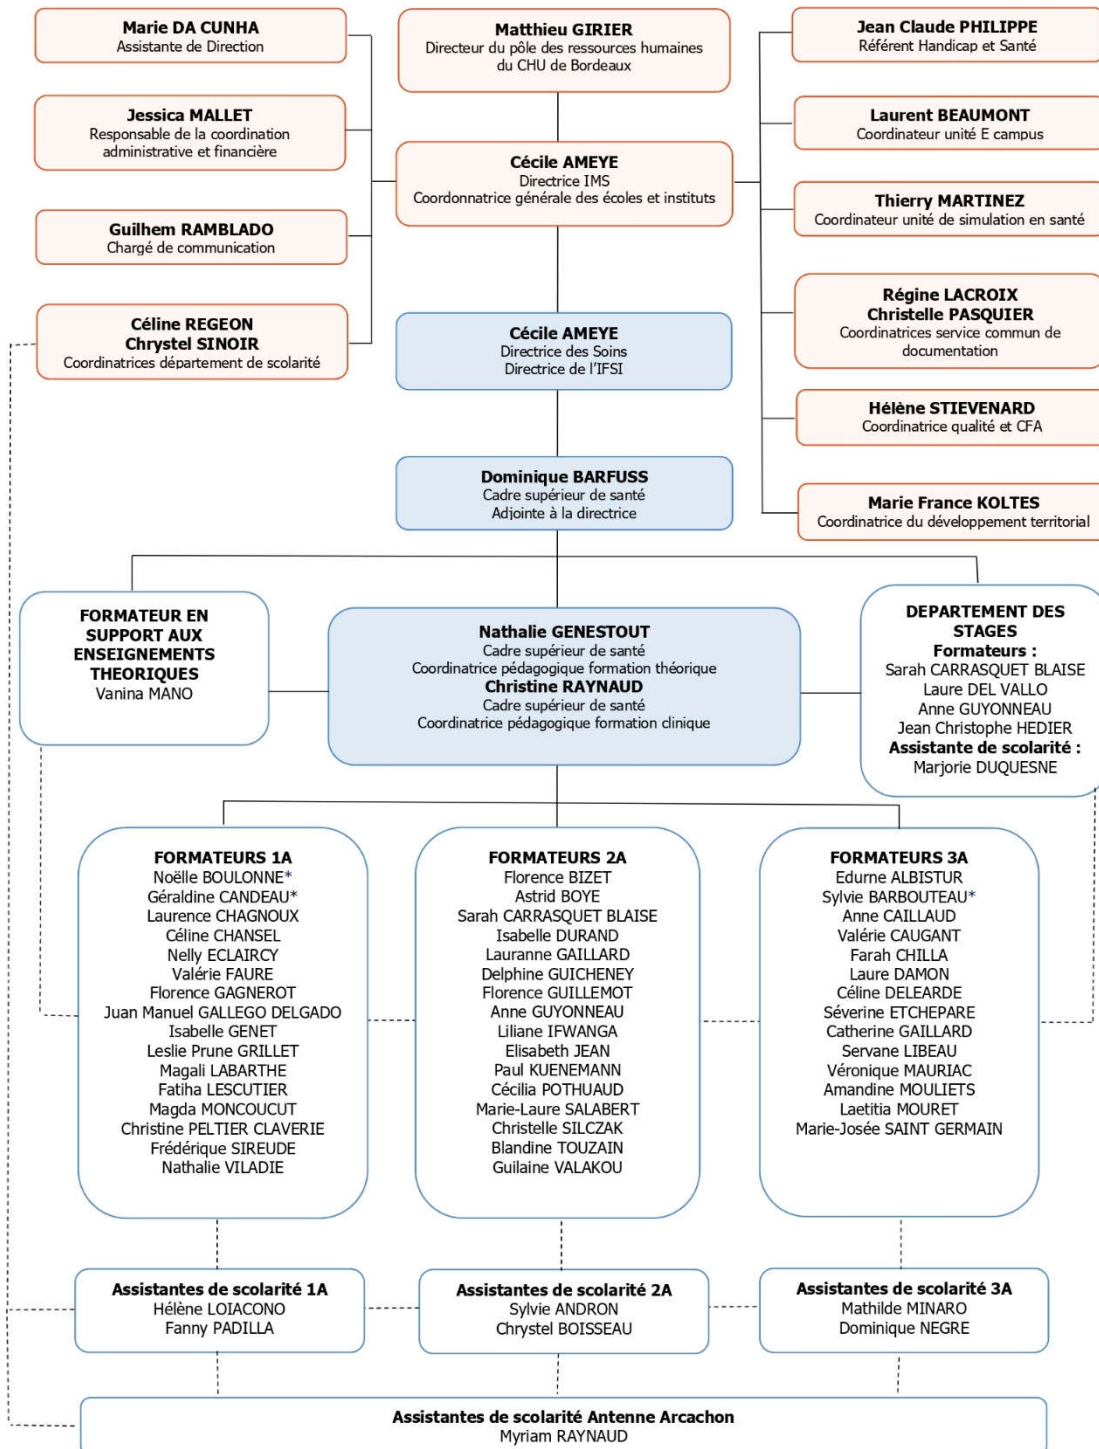 Marie DA CUNHA
Assistante de Direction
Matthieu GIRIER
Directeur du pôle des ressources humaines
du CHU de Bordeaux
Jean Claude PHILIPPE
Référent Handicap et Santé
Jessica MALLET
Responsable de la coordination
administrative et financière
Laurent BEAUMONT
Coordinateur unité E campus
Cécile AMEYE
Directrice IMS
Coordonnatrice générale des écoles et instituts
Thierry MARTINEZ
Coordinateur unité de simulation en santé
Guilhem RAMBLADO
Chargé de communication
Régine LACROIX
Christelle PASQUIER
Coordinatrices service commun de
documentation
Céline REGEON
Chrystel SINOIR
Coordinatrices département de scolarité
Cécile AMEYE
Directrice des Soins
Directrice de l'IFSI
Hélène STIEVENARD
Coordinatrice qualité et CFA
Dominique BARFUSS
Cadre supérieur de santé
Adjointe à la directrice
Marie France KOLTES
Coordinatrice du développement territorial
FORMATEUR EN
SUPPORT AUX
ENSEIGNEMENTS
THEORIQUES
Vanina MANO
Nathalie GENESTOUT
Cadre supérieur de santé
Coordinatrice pédagogique formation théorique
Christine RAYNAUD
Cadre supérieur de santé
Coordinatrice pédagogique formation clinique
DEPARTEMENT DES
STAGES
Formateurs :
Sarah CARRASQUET BLAISE
Laure DEL VALLO
Anne GUYONNEAU
Jean Christophe HEDIER
Assistante de scolarité :
Marjorie DUQUESNE
FORMATEURS 1A
Noëlle BOULONNE*
Géraldine CANDEAU*
Laurence CHAGNOUX
Céline CHANSEL
Nelly ECLAIRCY
Valérie FAURE
Florence GAGNEROT
Juan Manuel GALLEGO DELGADO
Isabelle GENET
Leslie Prune GRILLET
Magali LABARTHE
Fatiha LESCUTIER
Magda MONCOUCUT
Christine PELTIER CLAVERIE
Frédérique SIREUDE
Nathalie VILADIE
FORMATEURS 2A
Florence BIZET
Astrid BOYE
Sarah CARRASQUET BLAISE
Isabelle DURAND
Lauranne GAILLARD
Delphine GUICHENEY
Florence GUILLEMOT
Anne GUYONNEAU
Liliane IFWANGA
Elisabeth JEAN
Paul KUENEMANN
Cécilia POTHUAUD
Marie-Laure SALABERT
Christelle SILCZAK
Blandine TOUZAIN
Guilaine VALAKOU
FORMATEURS 3A
Edurne ALBISTUR
Sylvie BARBOUTEAU*
Anne CAILLAUD
Valérie CAUGANT
Farah CHILLA
Laure DAMON
Céline DELEARDE
Séverine ETCHEPARE
Catherine GAILLARD
Servane LIBEAU
Véronique MAURIAC
Amandine MOULIETS
Laetitia MOURET
Marie-Josée SAINT GERMAIN
Assistantes de scolarité 1A
Hélène LOIACONO
Fanny PADILLA
Assistantes de scolarité 2A
Sylvie ANDRON
Chrystel BOISSEAU
Assistantes de scolarité 3A
Mathilde MINARO
Dominique NEGRE
Assistantes de scolarité Antenne Arcachon
Myriam RAYNAUD